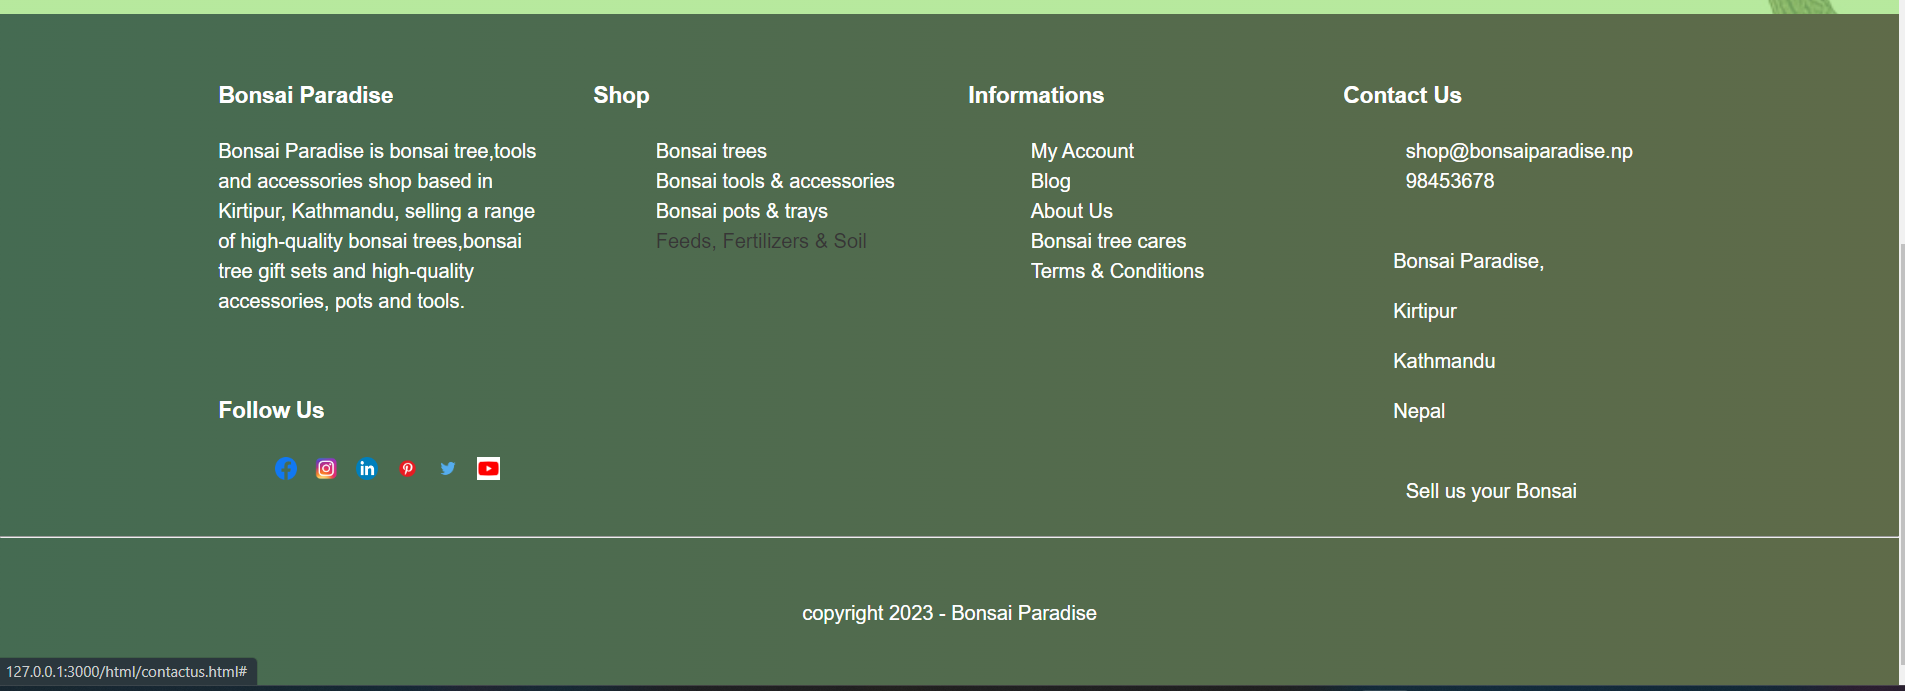 Bonsai Paradise
Bonsai Paradise is bonsai tree,tools
and accessories shop based in
Kirtipur, Kathmandu, selling a range
of high-quality bonsai trees,bonsai
tree gift sets and high-quality
accessories, pots and tools.
Follow Us
in
Shop
Bonsai trees
Bonsai tools & accessories
Bonsai pots & trays
Feeds, Fertilizers & Soil
Informations
My Account
Blog
About Us
Bonsai tree cares
Terms & Conditions
Contact Us
shop@bonsaiparadise.np
98453678
Bonsai Paradise,
Kirtipur
Kathmandu
Nepal
Sell us your Bonsai
copyright 2023 - Bonsai Paradise
127.0.0.1:3000/html/contactus.html#